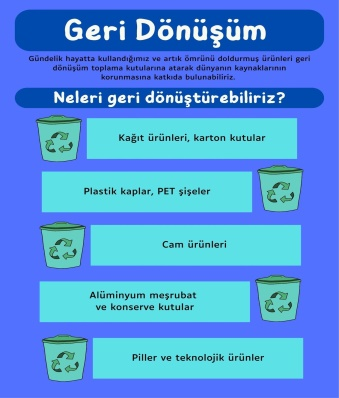 Geri Dönüşüm
Gündelik hayatta kullandığımız ve artık ömrünü doldurmuş ürünleri geri
dönüşüm toplama kutularına atarak dünyanın kaynaklarının
korunmasına katkıda bulunabiliriz.
Neleri geri dönüştürebiliriz?
Kağıt ürünleri, karton kutular
Plastik kaplar, PET şişeler
Cam ürünleri
Alüminyum meşrubat
ve konserve kutular
Piller ve teknolojik ürünler